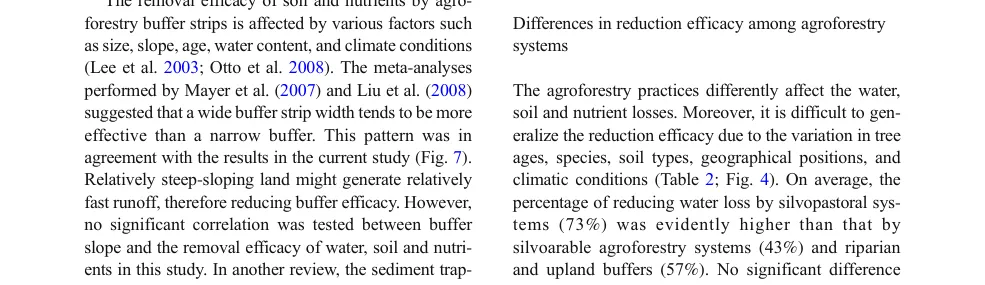 The removal efficacy of soil and nutrients by agro-
forestry buffer strips is affected by various factors such
as size, slope, age, water content, and climate conditions
(Lee et al. 2003; Otto et al. 2008). The meta-analyses
performed by Mayer et al. (2007) and Liu et al. (2008)
suggested that a wide buffer strip width tends to be more
effective than a narrow buffer. This pattern was in
agreement with the results in the current study (Fig. 7).
Relatively steep-sloping land might generate relatively
fast runoff, therefore reducing buffer efficacy. However,
no significant correlation was tested between buffer
slope and the removal efficacy of water, soil and nutri-
ents in this study. In another review, the sediment trap-
Differences in reduction efficacy among agroforestry
systems
The agroforestry practices differently affect the water,
soil and nutrient losses. Moreover, it is difficult to gen-
eralize the reduction efficacy due to the variation in tree
ages, species, soil types, geographical positions, and
climatic conditions (Table 2; Fig. 4). On average, the
percentage of reducing water loss by silvopastoral sys-
tems (73%) was evidently higher than that by
silvoarable agroforestry systems (43%) and riparian
and upland buffers (57%). No significant difference